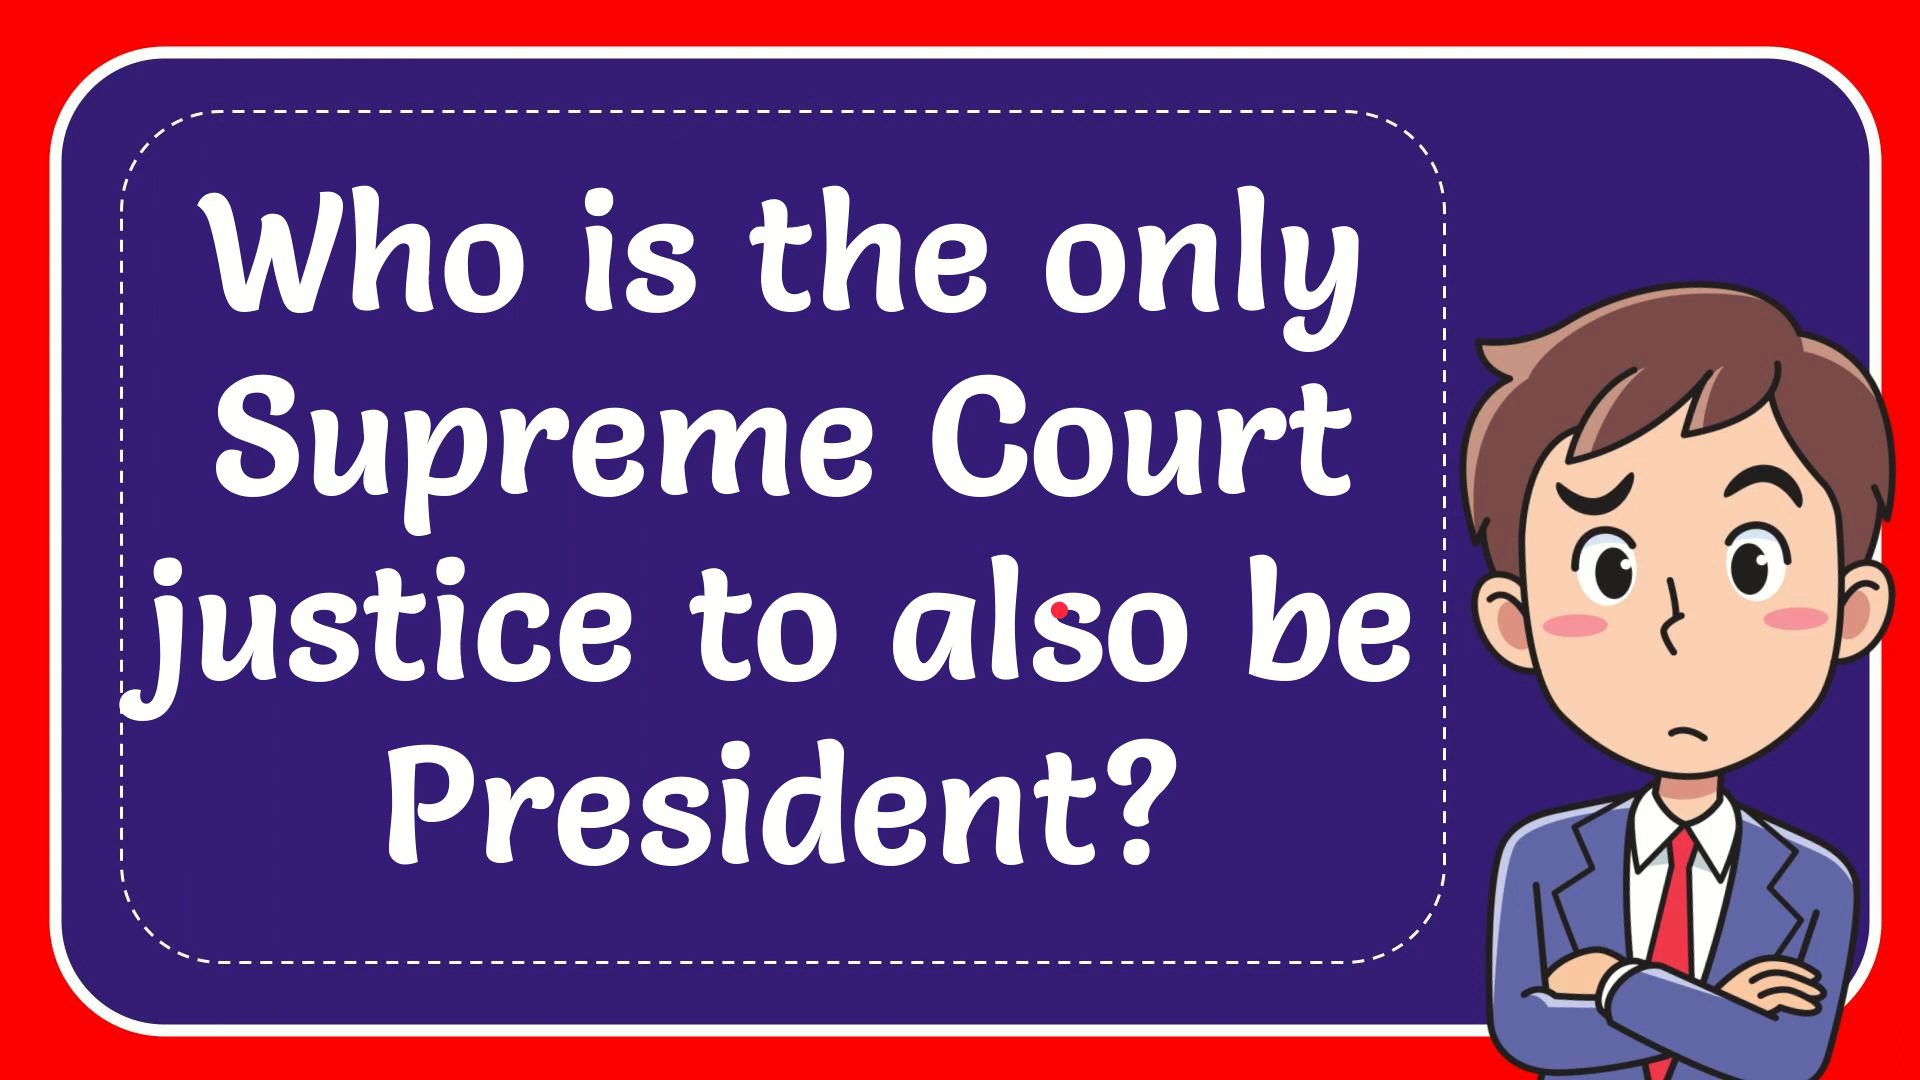 Who is the only
Supreme Court
justice to also be
President?